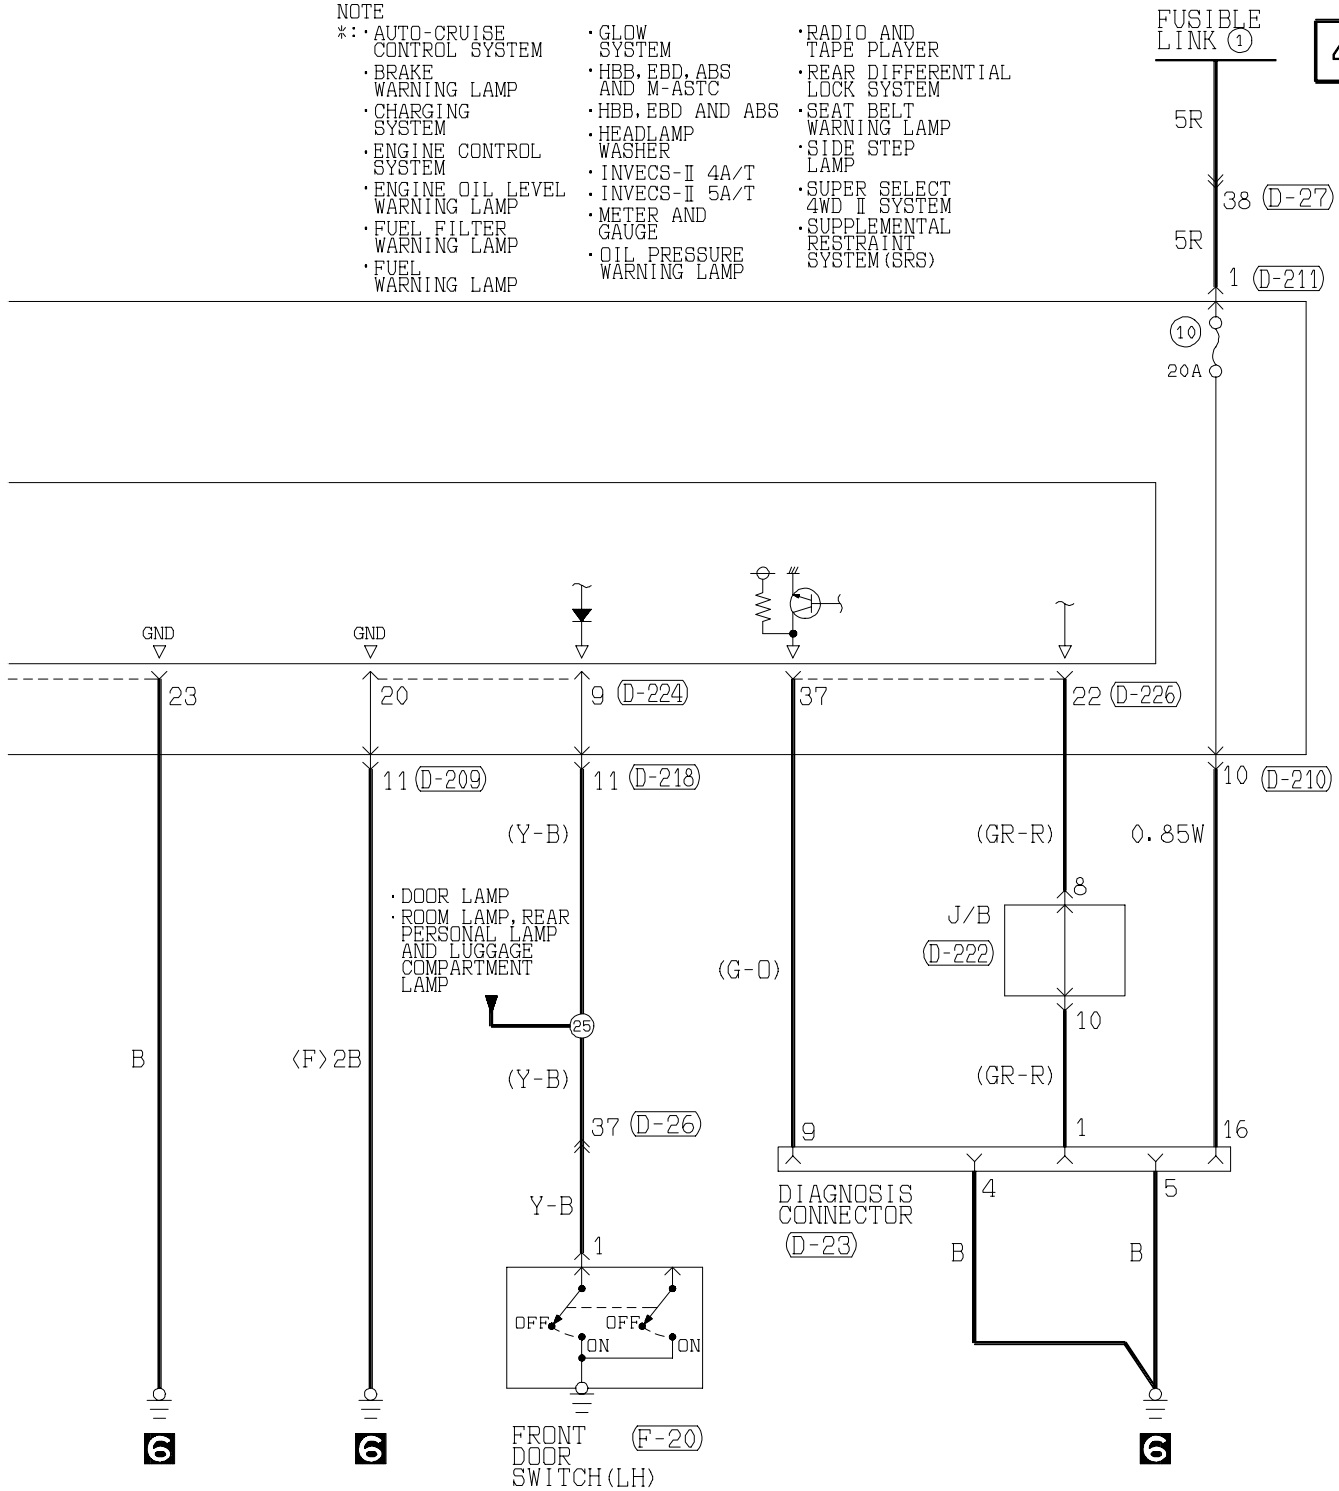 NOTE
*:·AUTO-CRUISE
CONTROL SYSTEM
·BRAKE
WARNING LAMP
·CHARGING
SYSTEM
·ENGINE CONTROL
SYSTEM
·ENGINE OIL LEVEL
WARNING LAMP
·FUEL FILTER
WARNING LAMP
·FUEL
WARNING LAMP
·GLOW
SYSTEM
·HBB, EBD, ABS
AND M-ASTC
·HBB, EBD AND ABS
·HEADLAMP
WASHER
·INVECS-Ⅱ 4A/T
·INVECS-Ⅱ 5A/T
·METER AND
GAUGE
·OIL PRESSURE
WARNING LAMP
·RADIO AND
TAPE PLAYER
·REAR DIFFERENTIAL
LOCK SYSTEM
·SEAT BELT
WARNING LAMP
·SIDE STEP
LAMP
·SUPER SELECT
4WD Ⅱ SYSTEM
·SUPPLEMENTAL
RESTRAINT
SYSTEM(SRS)
FUSIBLE
LINK 1
5R
38 D-27
5R
1 D-211
10
20A
GND
GND
23
20
9 D-224
37
22 D-226
11 D-209
11 D-218
10 D-210
(Y-B)
(GR-R)
0.85W
8
·DOOR LAMP
·ROOM LAMP, REAR
PERSONAL LAMP
AND LUGGAGE
COMPARTMENT
LAMP
J/B
D-222
(G-O)
25
10
B
<F>2B
(Y-B)
(GR-R)
37 D-26
9
1
16
Y-B
4
5
DIAGNOSIS
CONNECTOR
D-23
1
B
B
OFF
OFF
ON
ON
FRONT
DOOR
SWITCH(LH)
F-20
6
6
6